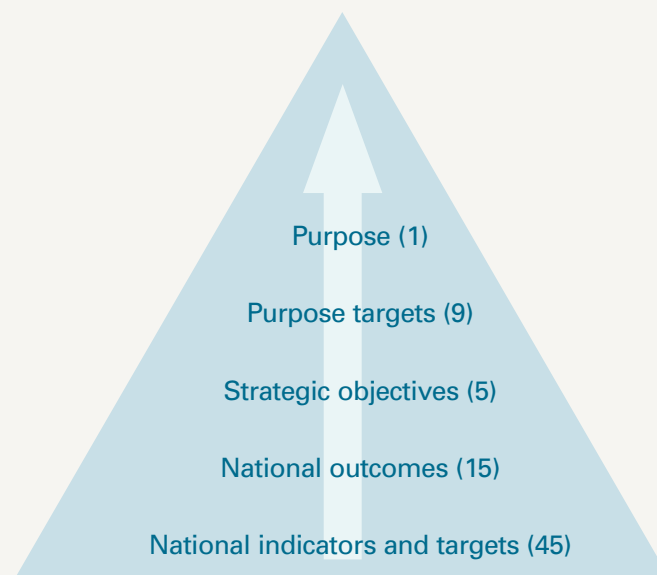 Purpose (1)
Purpose targets (9)
Strategic objectives (5)
National outcomes (15)
National indicators and targets (45)